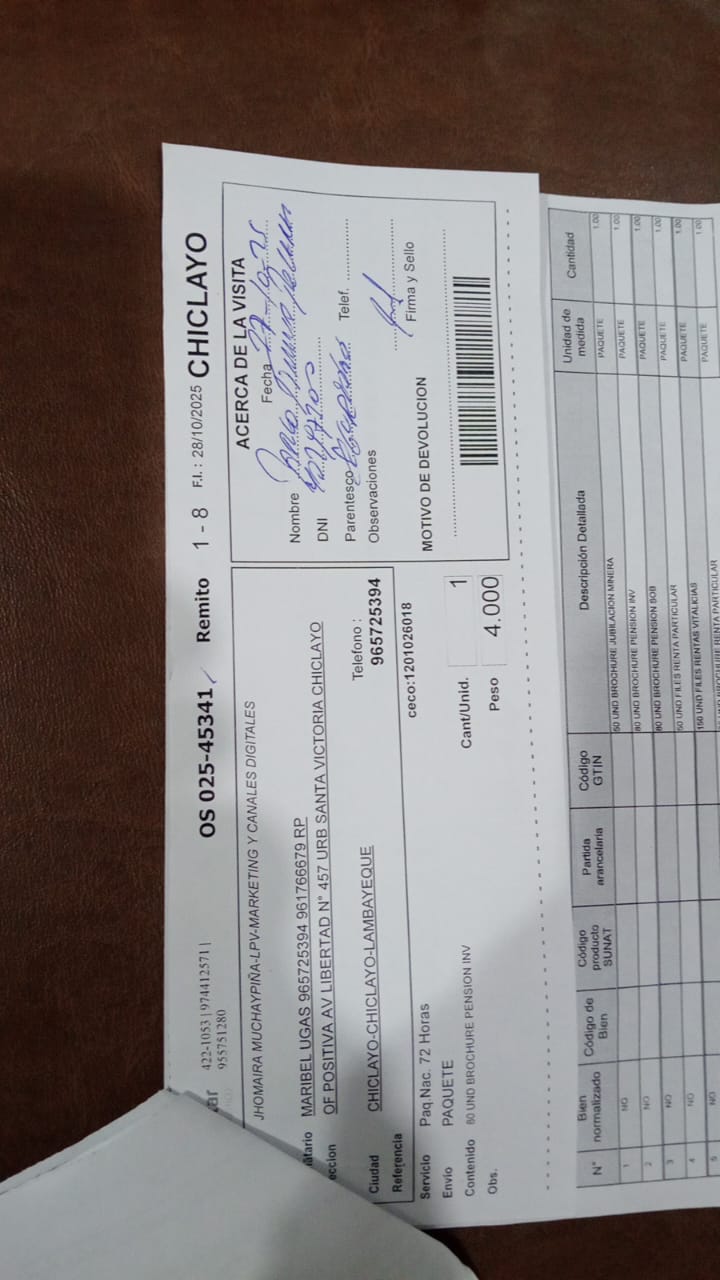 422-1053 | 974412571 |
955751280
OS 025-45341
Remito 1 - 8 F.I. : 28/10/2025 CHICLAYO
JHOMAIRA MUCHAYPIÑA-LPV-MARKETING Y CANALES DIGITALES
MARIBEL UGAS 965725394 961766679 RP
OF POSITIVA AV LIBERTAD N° 457 URB SANTA VICTORIA CHICLAYO
Telefono :
Ciudad CHICLAYO-CHICLAYO-LAMBAYEQUE 965725394
Referencia
ceco:1201026018
Servicio Paq Nac. 72 Horas
Envio PAQUETE
Cant/Unid. 1
Contenido 80 UND BROCHURE PENSION INV
Peso 4.000
Obs.
ACERCA DE LA VISITA
Fecha
Nombre
DNI
Parentesco Telef.
Observaciones
Firma y Sello
MOTIVO DE DEVOLUCION
N° Bien normalizado Código de Bien Código producto SUNAT Partida arancelaria Código GTIN Descripción Detallada Unidad de medida Cantidad
1 NO 50 UND BROCHURE JUBILACION MINERA PAQUETE 1.00
2 NO 80 UND BROCHURE PENSION INV PAQUETE 1.00
3 NO 80 UND BROCHURE PENSION SOB PAQUETE 1.00
4 NO 50 UND FILES RENTA PARTICULAR PAQUETE 1.00
5 NO 150 UND FILES RENTAS VITALICIAS PAQUETE 1.00
BROCHURE RENTA PARTICULAR